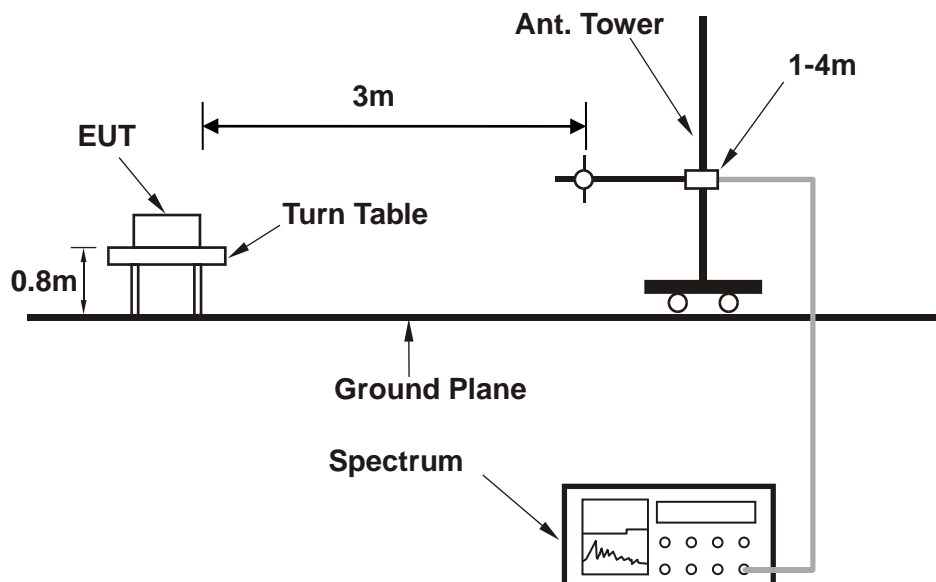 Ant. Tower
1-4m
3m
EUT
Turn Table
0.8m
Ground Plane
Spectrum